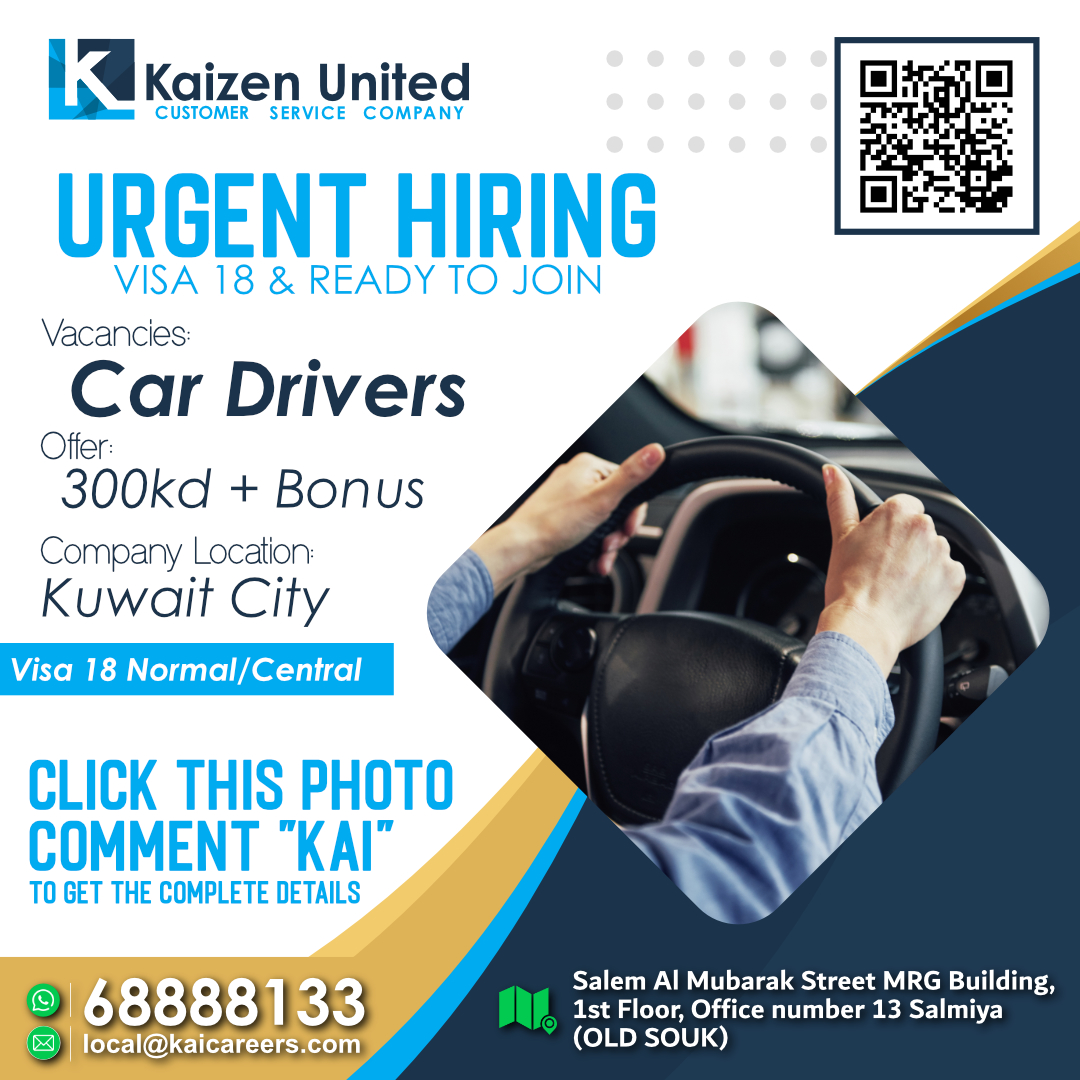 K Kaizen United
CUSTOMER SERVICE COMPANY
URGENT HIRING
VISA 18 & READY TO JOIN
Vacancies:
Car Drivers
Offer:
300kd + Bonus
Company Location:
Kuwait City
Visa 18 Normal/Central
CLICK THIS PHOTO
COMMENT "KAI"
TO GET THE COMPLETE DETAILS
68888133
local@kaicareers.com
Salem Al Mubarak Street MRG Building,
1st Floor, Office number 13 Salmiya
(OLD SOUK)